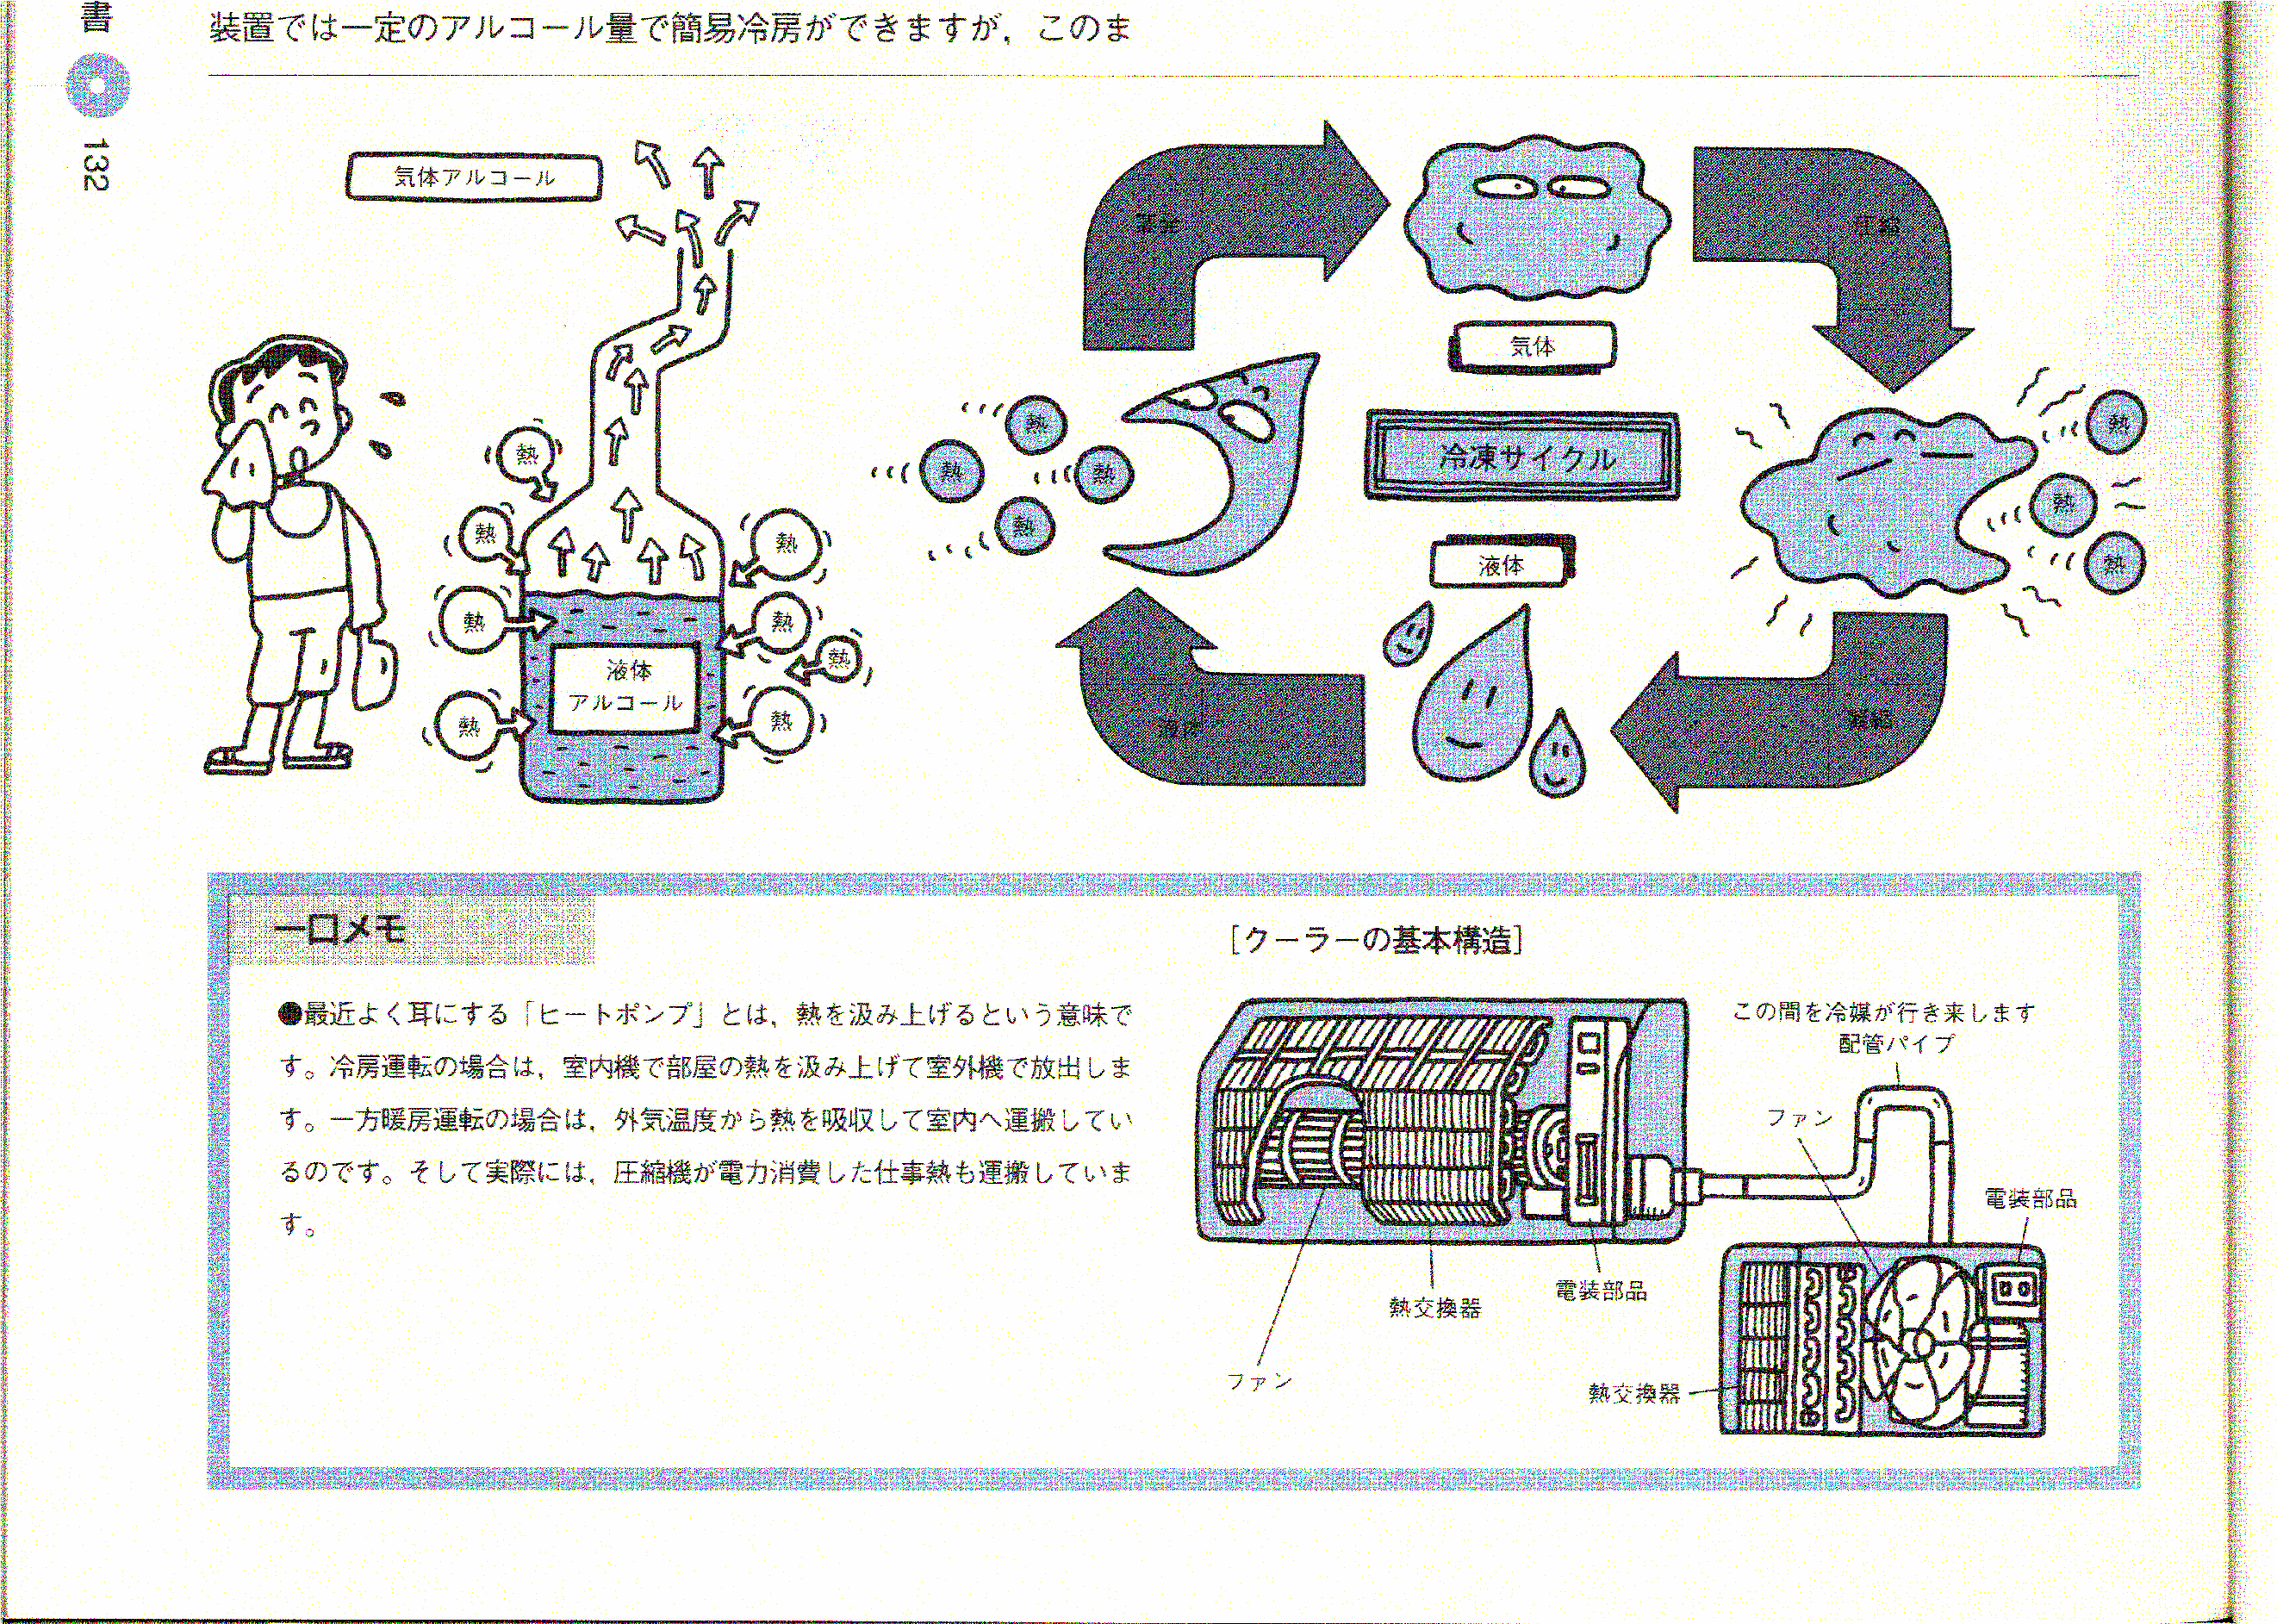 書
132
装置では一定のアルコール量で簡易冷房ができますが，このま
気体アルコール
熱
熱
熱
熱
熱
熱
熱
熱
液体
アルコール
蒸発
圧縮
気体
冷凍サイクル
液体
熱
熱
熱
熱
熱
熱
熱
凝縮
一口メモ
●最近よく耳にする「ヒートポンプ」とは，熱を汲み上げるという意味で
す。冷房運転の場合は，室内機で部屋の熱を汲み上げて室外機で放出しま
す。一方暖房運転の場合は，外気温度から熱を吸収して室内へ運搬してい
るのです。そして実際には，圧縮機が電力消費した仕事熱も運搬していま
す。
［クーラーの基本構造］
この間を冷媒が行き来します
配管パイプ
ファン
電装部品
電装部品
熱交換器
ファン
熱交換器